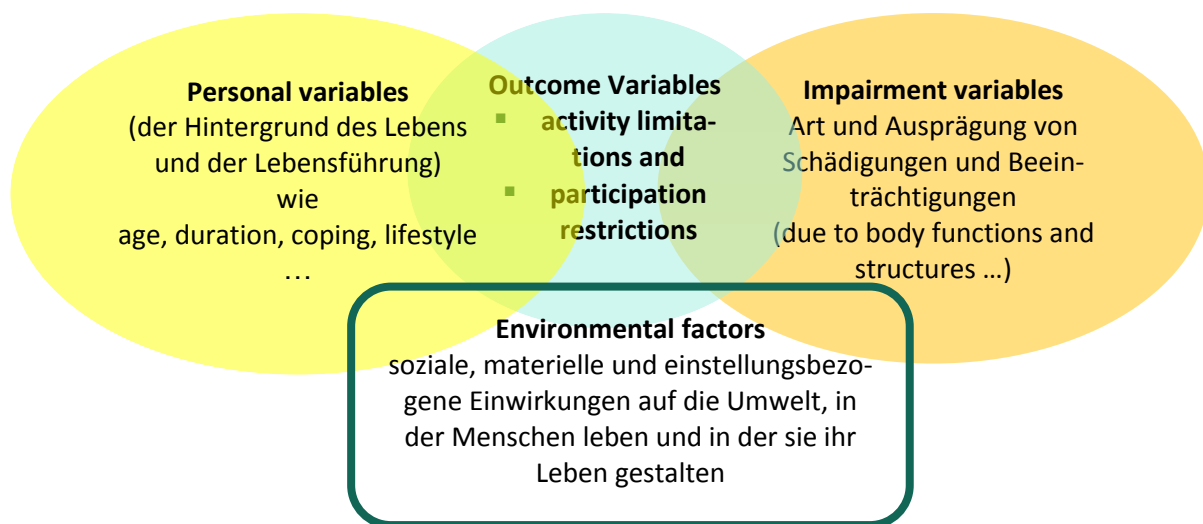 Personal variables
(der Hintergrund des Lebens
und der Lebensführung)
wie
age, duration, coping, lifestyle
…
Outcome Variables
▪ activity limita-
tions and
▪ participation
restrictions
Impairment variables
Art und Ausprägung von
Schädigungen und Beein-
trächtigungen
(due to body functions and
structures …)
Environmental factors
soziale, materielle und einstellungsbezo-
gene Einwirkungen auf die Umwelt, in
der Menschen leben und in der sie ihr
Leben gestalten